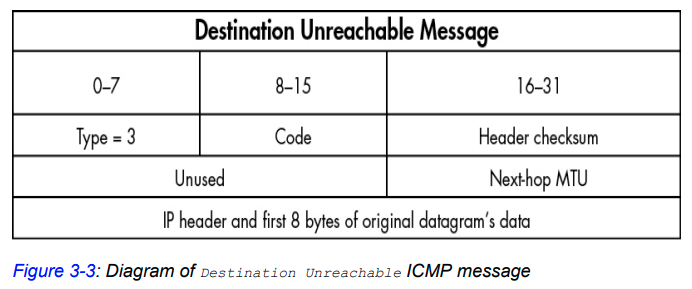 Destination Unreachable Message
0–7 8–15 16–31
Type = 3 Code Header checksum
Unused Next-hop MTU
IP header and first 8 bytes of original datagram's data
Figure 3-3: Diagram of Destination Unreachable ICMP message